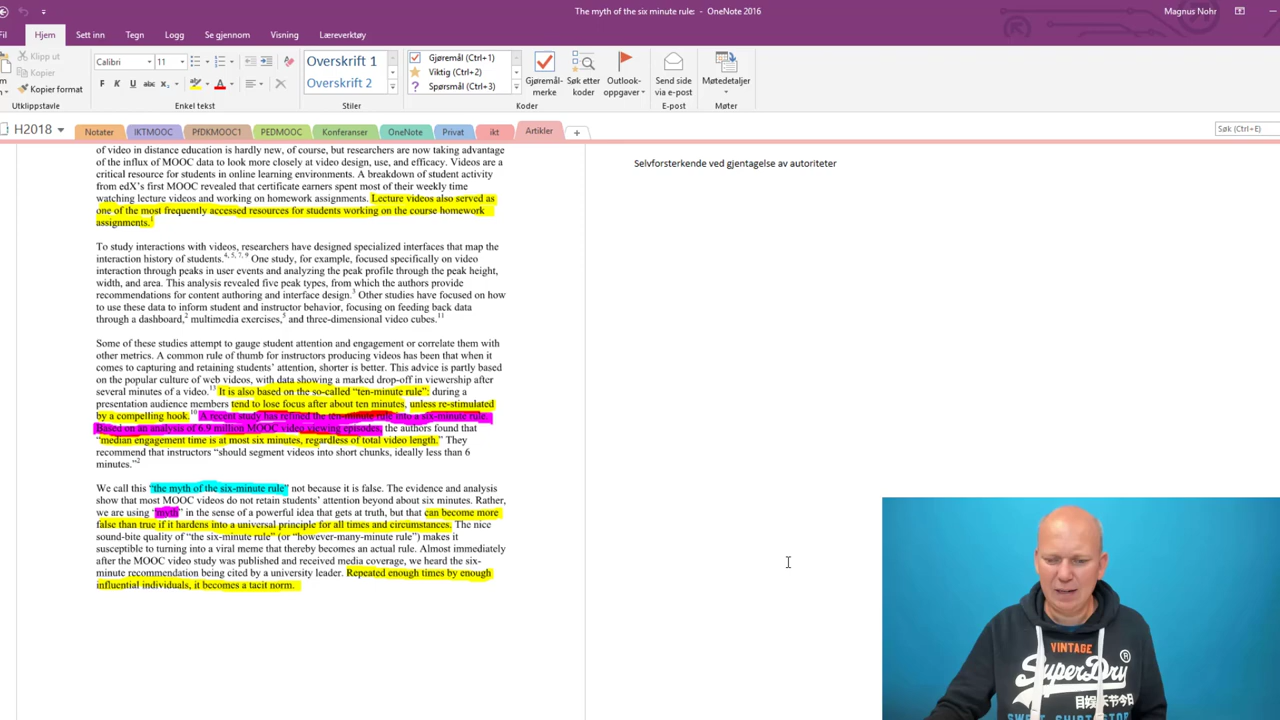 The myth of the six minute rule: - OneNote 2016
Magnus Nohr
Fil
Hjem
Sett inn
Tegn
Logg
Se gjennom
Visning
Læreverktøy
Klipp ut
Kopier
Kopier format
Utklippstavle
Calibri
11
F K U abc x
A
Enkel tekst
Overskrift 1
Overskrift 2
Stiler
Gjøremål (Ctrl+1)
Viktig (Ctrl+2)
Spørsmål (Ctrl+3)
Gjøremål-
merke
Søk etter
koder
Outlook-
oppgaver
Koder
Send side
via e-post
E-post
Møtedetaljer
Møter
H2018
Notater
IKTMOOC
PfDKMOOC1
PEDMOOC
Konferanser
OneNote
Privat
ikt
Artikler
Søk (Ctrl+E)
of video in distance education is hardly new, of course, but researchers are now taking advantage
of the influx of MOOC data to look more closely at video design, use, and efficacy. Videos are a
critical resource for students in online learning environments. A breakdown of student activity
from edX's first MOOC revealed that certificate earners spent most of their weekly time
watching lecture videos and working on homework assignments. Lecture videos also served as
one of the most frequently accessed resources for students working on the course homework
assignments.1
To study interactions with videos, researchers have designed specialized interfaces that map the
interaction history of students.4, 5, 7, 9 One study, for example, focused specifically on video
interaction through peaks in user events and analyzing the peak profile through the peak height,
width, and area. This analysis revealed five peak types, from which the authors provide
recommendations for content authoring and interface design.3 Other studies have focused on how
to use these data to inform student and instructor behavior, focusing on feeding back data
through a dashboard,2 multimedia exercises,5 and three-dimensional video cubes.11
Some of these studies attempt to gauge student attention and engagement or correlate them with
other metrics. A common rule of thumb for instructors producing videos has been that when it
comes to capturing and retaining students' attention, shorter is better. This advice is partly based
on the popular culture of web videos, with data showing a marked drop-off in viewership after
several minutes of a video.13 It is also based on the so-called "ten-minute rule": during a
presentation audience members tend to lose focus after about ten minutes, unless re-stimulated
by a compelling hook.10 A recent study has refined the ten-minute rule into a six-minute rule.
Based on an analysis of 6.9 million MOOC video viewing episodes, the authors found that
"median engagement time is at most six minutes, regardless of total video length." They
recommend that instructors "should segment videos into short chunks, ideally less than 6
minutes."2
We call this "the myth of the six-minute rule" not because it is false. The evidence and analysis
show that most MOOC videos do not retain students' attention beyond about six minutes. Rather,
we are using "myth" in the sense of a powerful idea that gets at truth, but that can become more
false than true if it hardens into a universal principle for all times and circumstances. The nice
sound-bite quality of "the six-minute rule" (or "however-many-minute rule") makes it
susceptible to turning into a viral meme that thereby becomes an actual rule. Almost immediately
after the MOOC video study was published and received media coverage, we heard the six-
minute recommendation being cited by a university leader. Repeated enough times by enough
influential individuals, it becomes a tacit norm.
Selvforsterkende ved gjentagelse av autoriteter
VINTAGE
SuperDry®